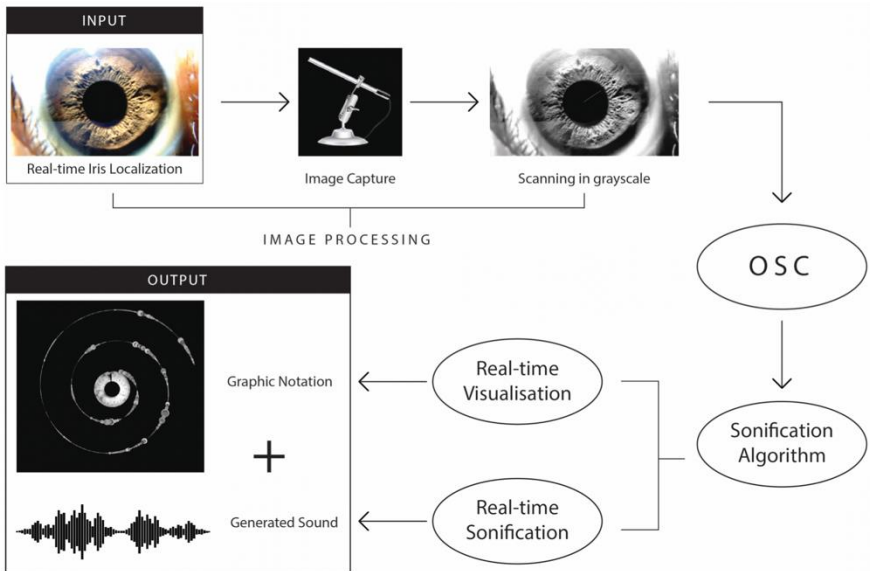 INPUT
Real-time Iris Localization
Image Capture
Scanning in grayscale
IMAGE PROCESSING
OSC
OUTPUT
Graphic Notation
Real-time
Visualisation
Sonification
Algorithm
+
Generated Sound
Real-time
Sonification